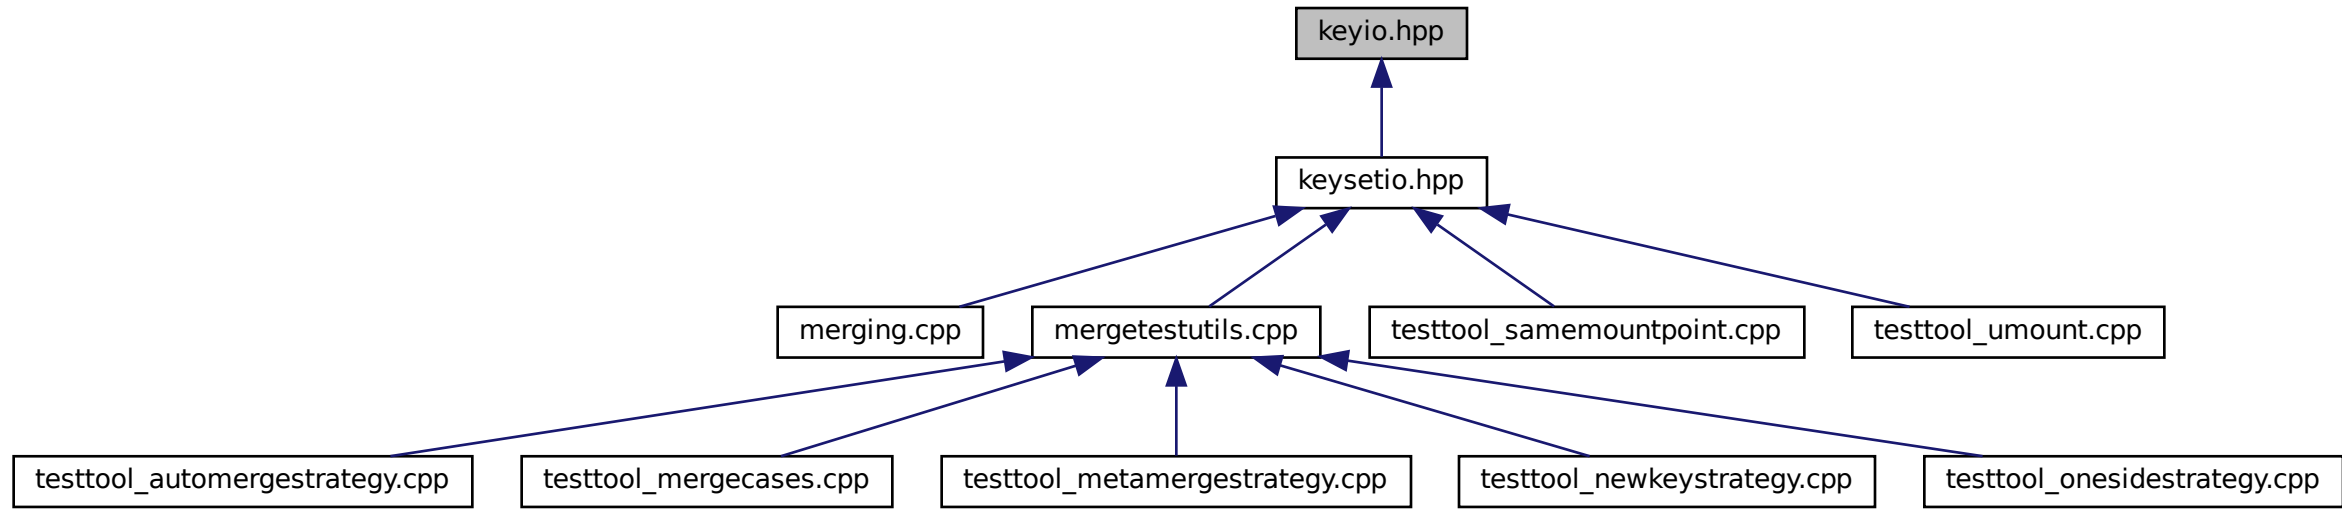 keyio.hpp
keysetio.hpp
merging.cpp
mergetestutils.cpp
testtool_samemountpoint.cpp
testtool_umount.cpp
testtool_automergestrategy.cpp
testtool_mergecases.cpp
testtool_metamergestrategy.cpp
testtool_newkeystrategy.cpp
testtool_onesidestrategy.cpp